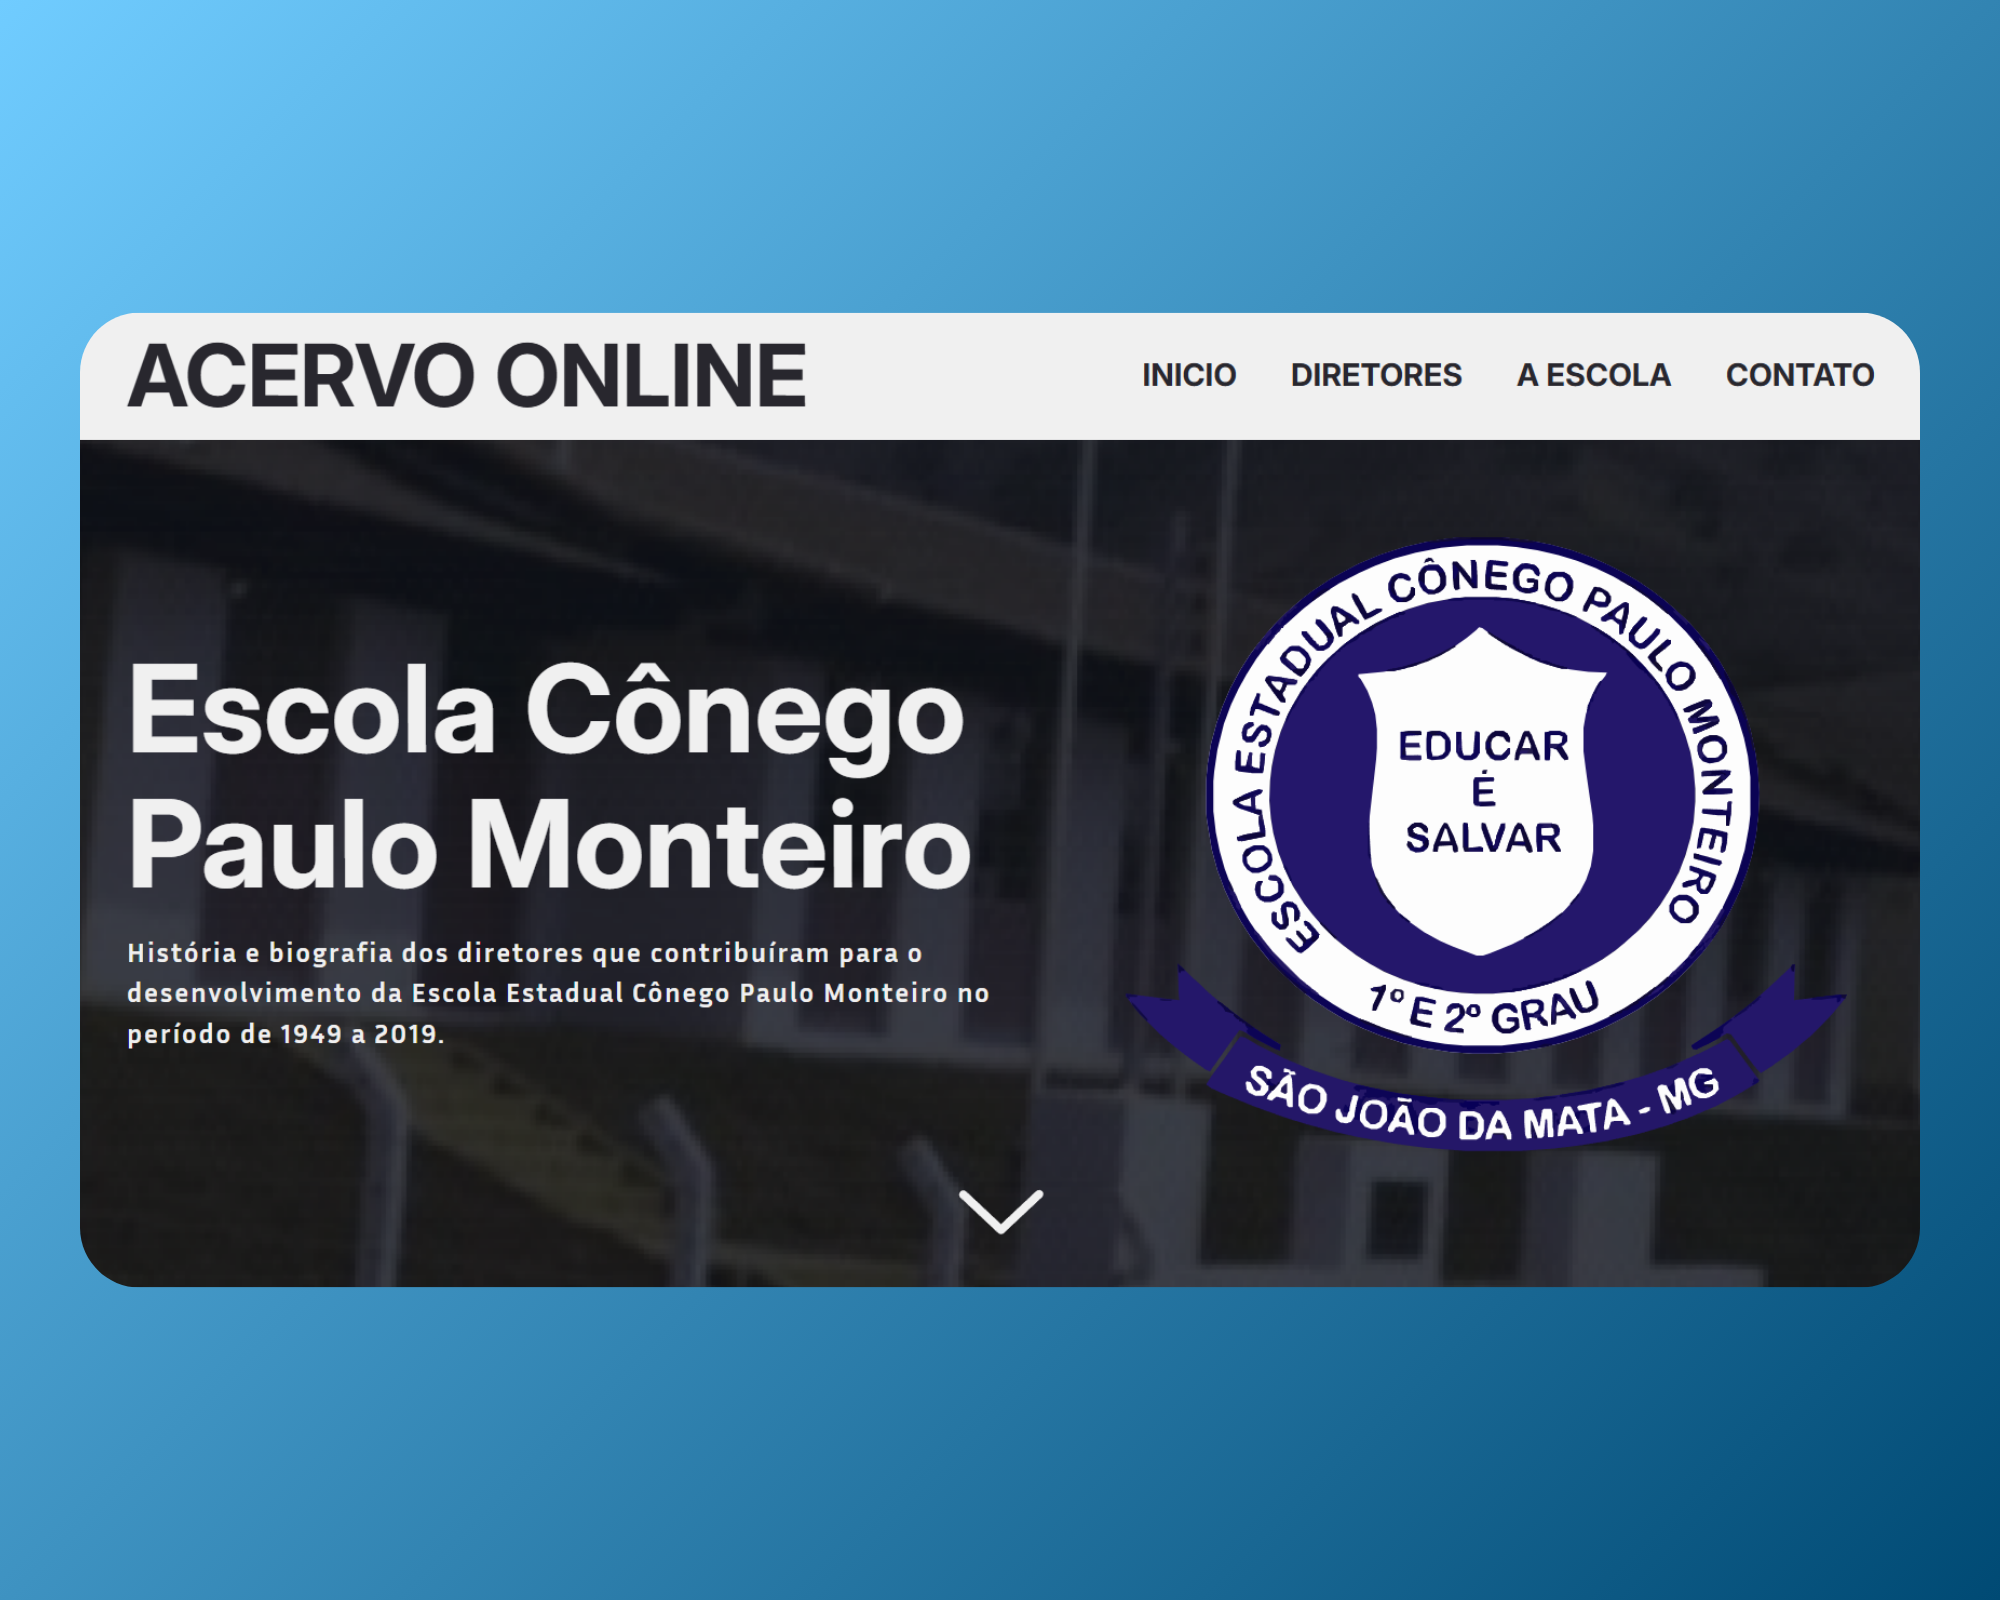 ACERVO ONLINE
INICIO DIRETORES A ESCOLA CONTATO
Escola Cônego
Paulo Monteiro
História e biografia dos diretores que contribuíram para o
desenvolvimento da Escola Estadual Cônego Paulo Monteiro no
período de 1949 a 2019.
ESCOLA ESTADUAL CÔNEGO PAULO MONTEIRO
EDUCAR
É
SALVAR
1º E 2º GRAU
SÃO JOÃO DA MATA - MG